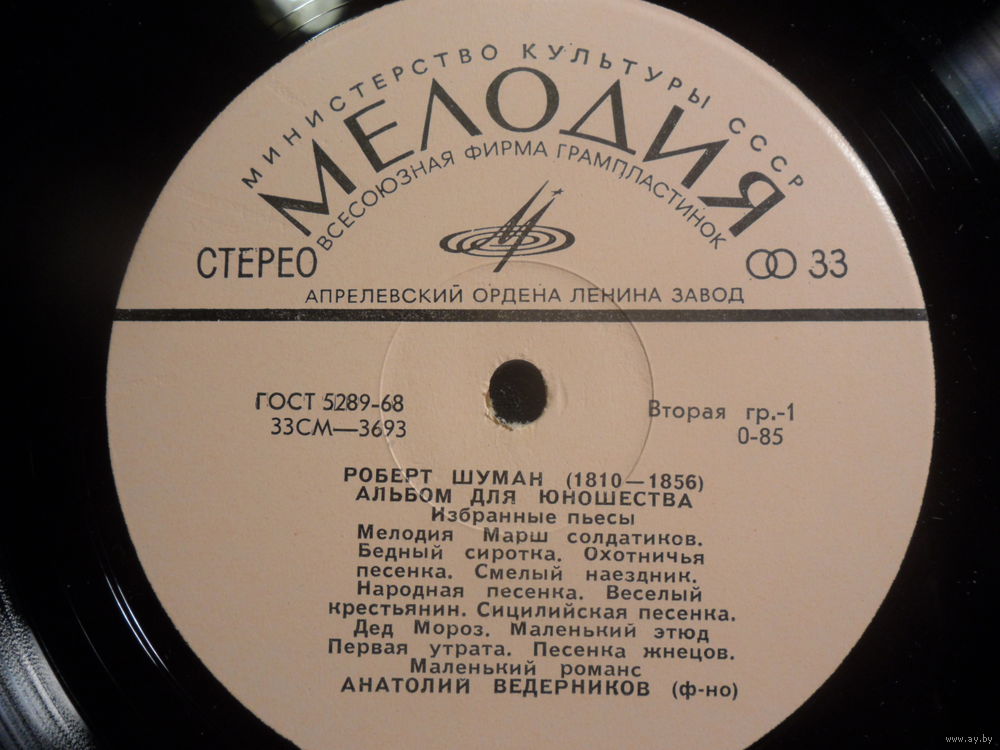 МИНИСТЕРСТВО КУЛЬТУРЫ СССР
МЕЛОДИЯ
ВСЕСОЮЗНАЯ ФИРМА ГРАМПЛАСТИНОК
СТЕРЕО
33
АПРЕЛЕВСКИЙ ОРДЕНА ЛЕНИНА ЗАВОД
ГОСТ 5289-68
33СМ—3693
Вторая гр.-1
0-85
РОБЕРТ ШУМАН (1810—1856)
АЛЬБОМ ДЛЯ ЮНОШЕСТВА
Избранные пьесы
Мелодия Марш солдатиков.
Бедный сиротка. Охотничья
песенка. Смелый наездник.
Народная песенка. Веселый
крестьянин. Сицилийская песенка.
Дед Мороз. Маленький этюд
Первая утрата. Песенка жнецов.
Маленький романс
АНАТОЛИЙ ВЕДЕРНИКОВ (ф-но)
www.ay.by